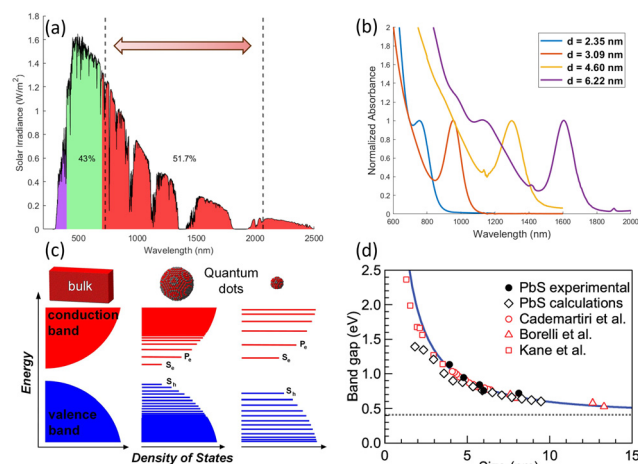 (a)
1.8
1.6
1.4
1.2
1
0.8
0.6
0.4
0.2
0
Solar Irradiance (W/m²)
43%
51.7%
500
1000
1500
2000
2500
Wavelength (nm)
(b)
2
1.8
1.6
1.4
1.2
1
0.8
0.6
0.4
0.2
0
Normalized Absorbance
d = 2.35 nm
d = 3.09 nm
d = 4.60 nm
d = 6.22 nm
600
800
1000
1200
1400
1600
1800
2000
Wavelength (nm)
(c)
bulk
Quantum
dots
conduction
band
valence
band
Pe
Se
Sh
Pe
Se
Sh
Energy
Density of States
(d)
2.5
2.0
1.5
1.0
0.5
0.0
Band gap (eV)
PbS experimental
PbS calculations
Cademartiri et al.
Borelli et al.
Kane et al.
0
5
10
15